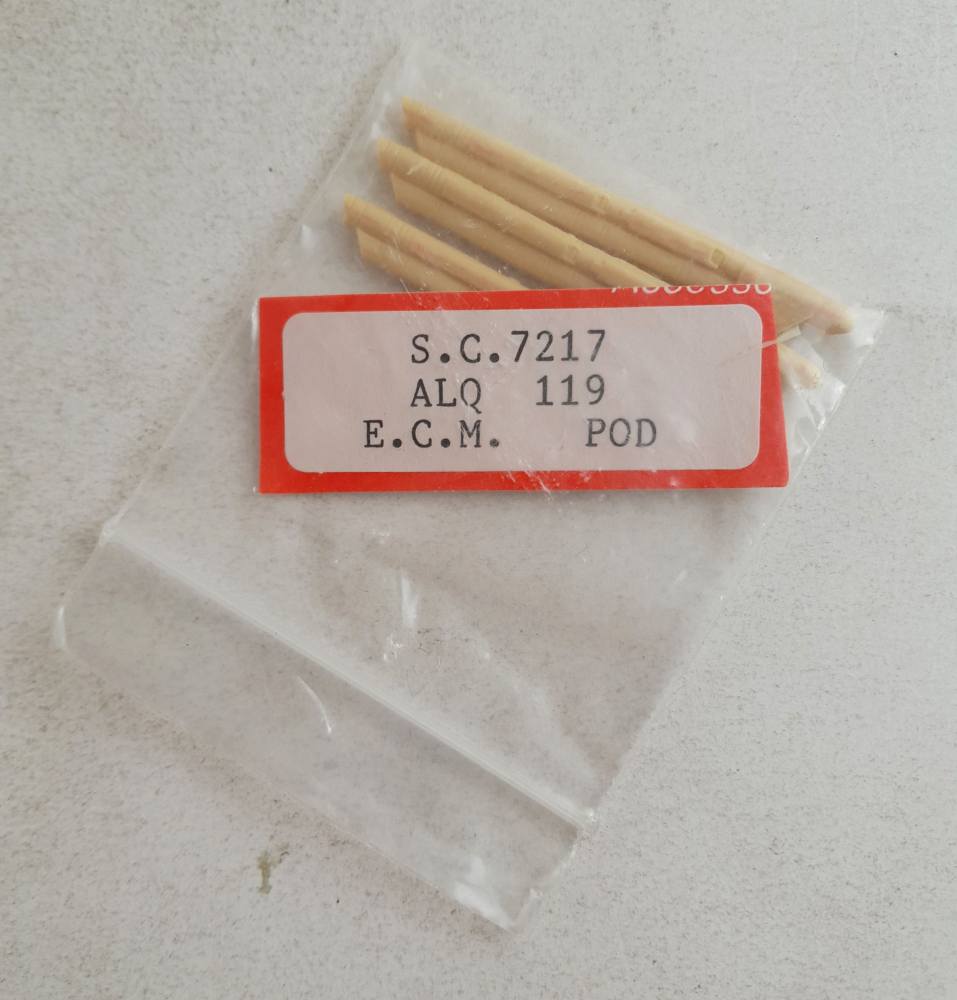 S.C.7217
ALQ 119
E.C.M. POD